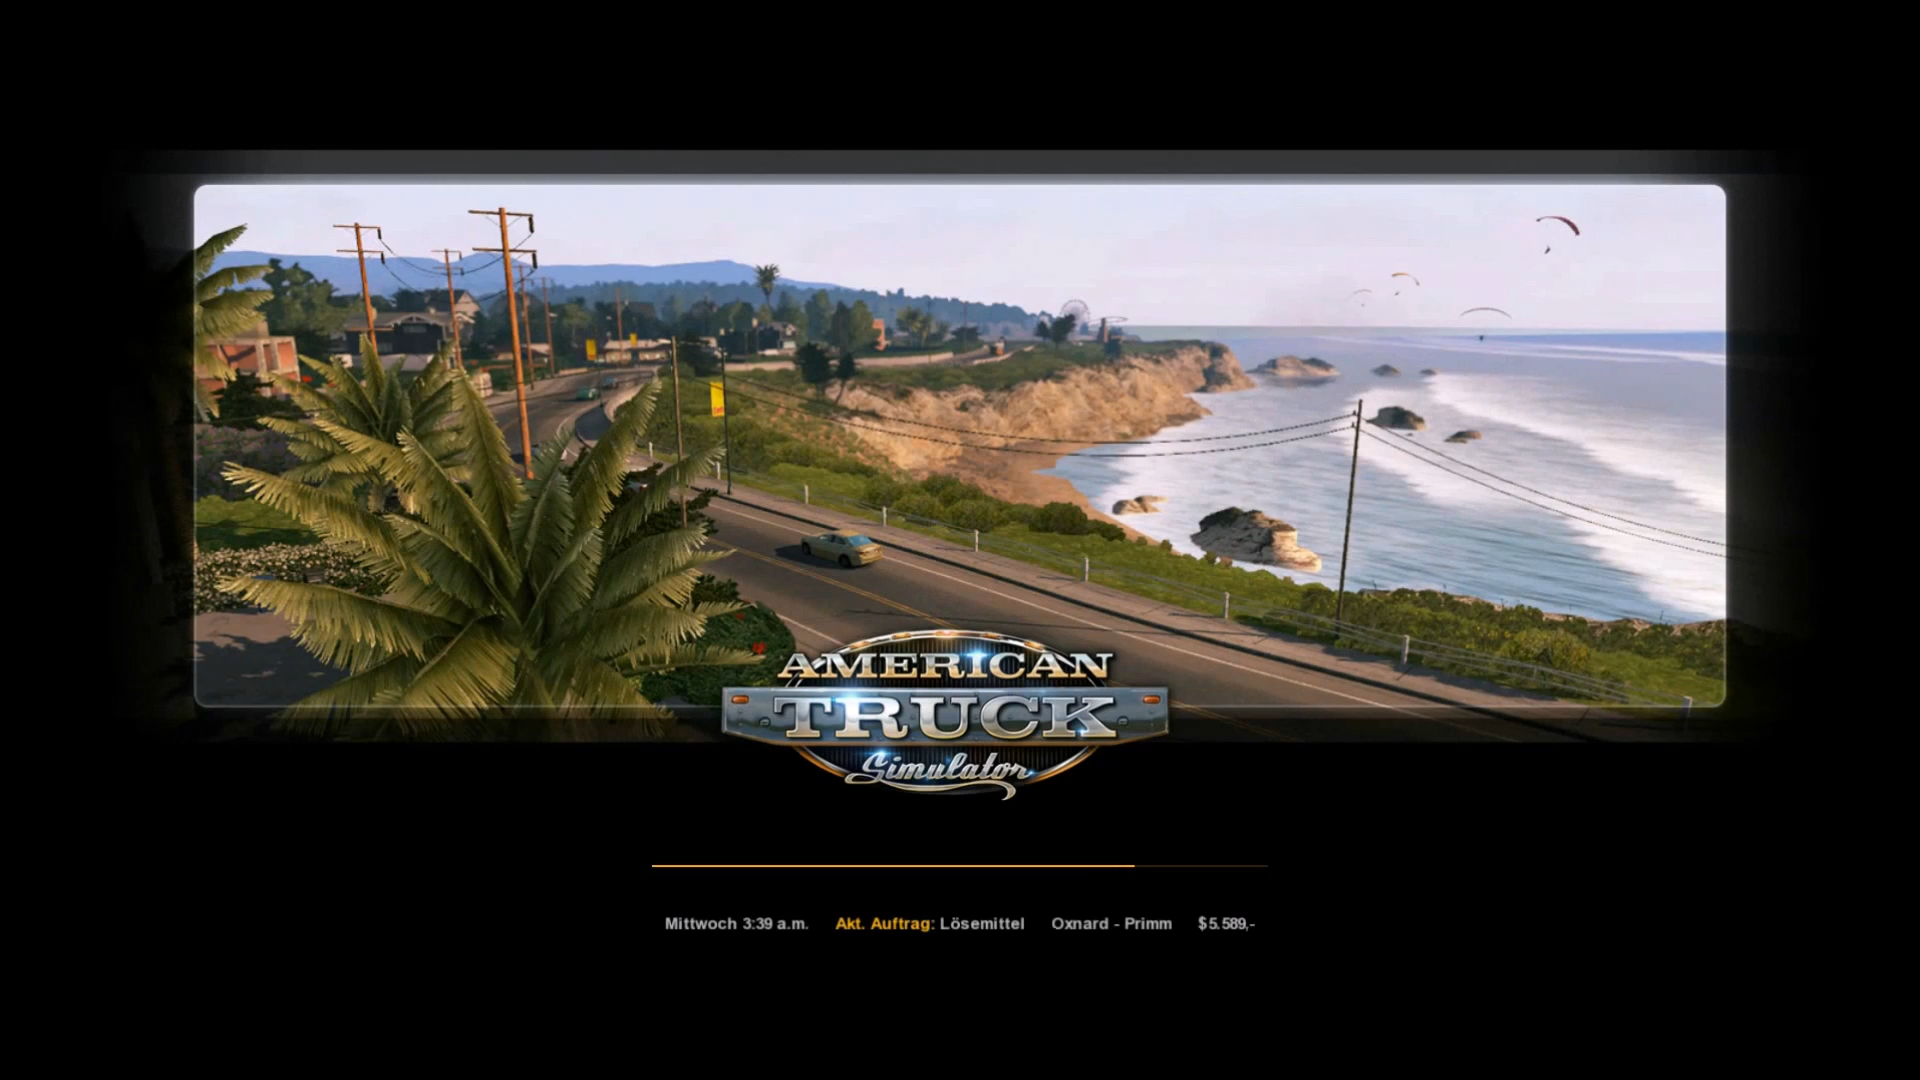 AMERICAN
TRUCK
Simulator
Mittwoch 3:39 a.m. Akt. Auftrag: Lösemittel Oxnard - Primm $5.589,-